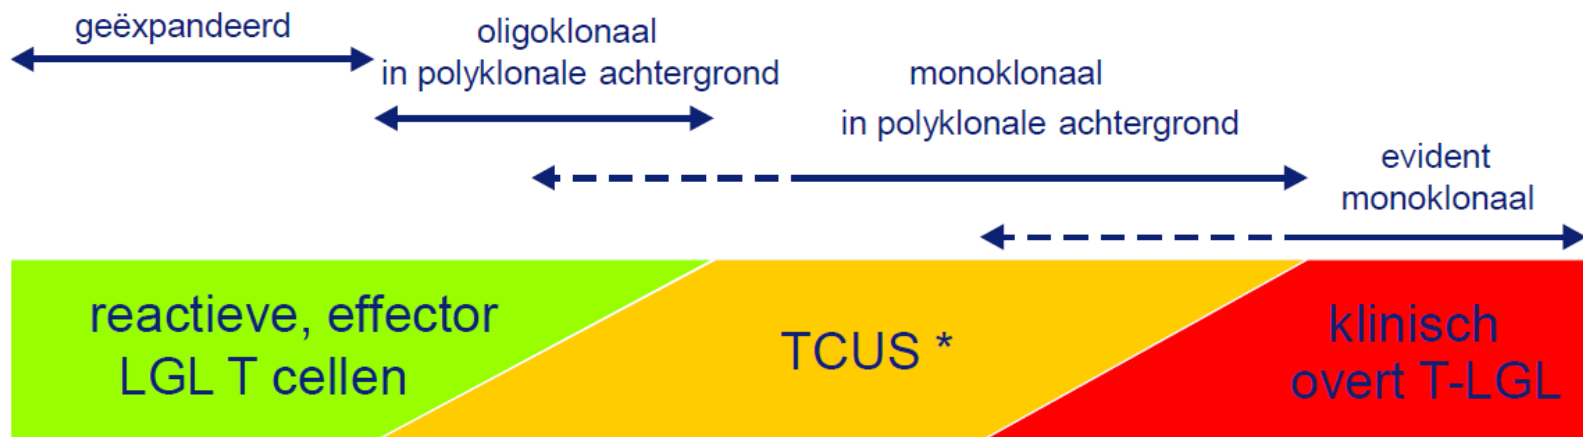 geëxpandeerd
oligoklonaal
in polyklonale achtergrond
monoklonaal
in polyklonale achtergrond
evident
monoklonaal
reactieve, effector
LGL T cellen
TCUS *
klinisch
overt T-LGL